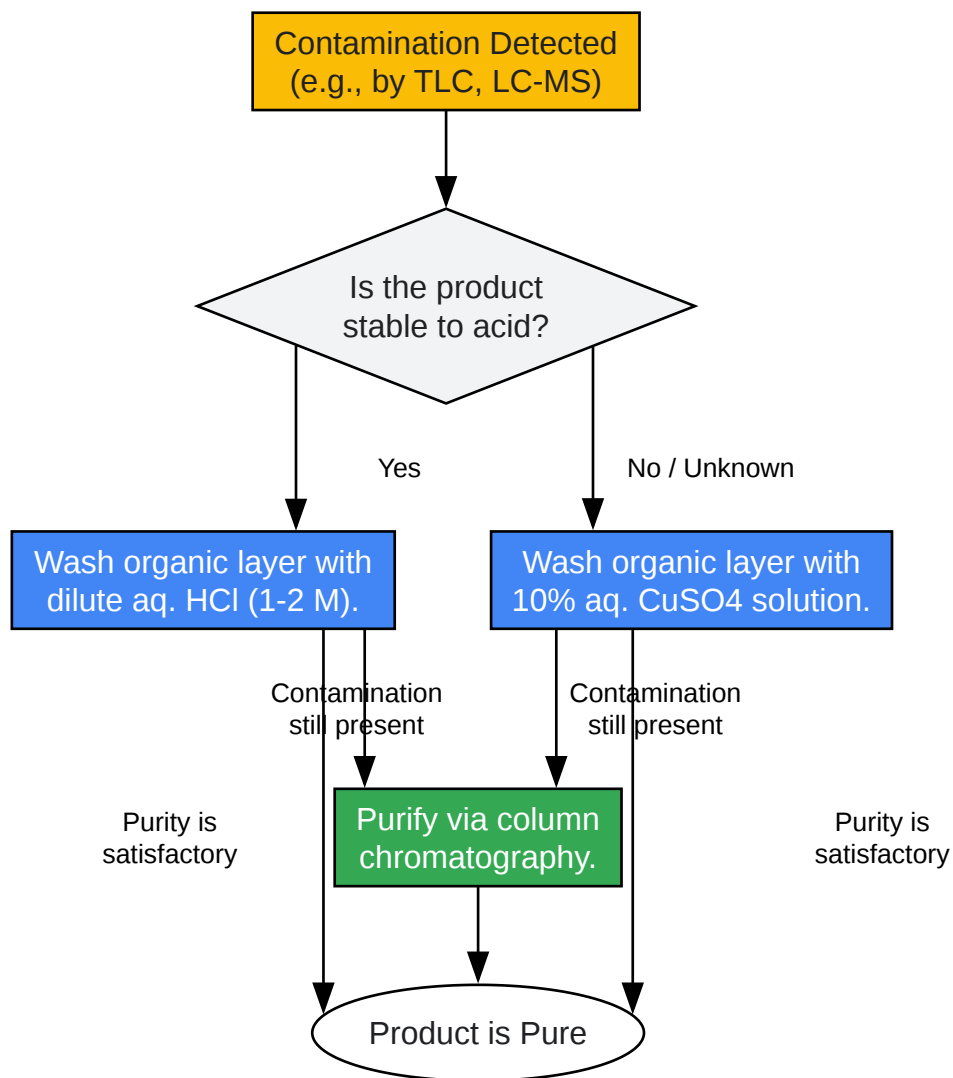 Contamination Detected
(e.g., by TLC, LC-MS)
Is the product
stable to acid?
Yes
No / Unknown
Wash organic layer with
dilute aq. HCl (1-2 M).
Wash organic layer with
10% aq. CuSO4 solution.
Contamination
still present
Contamination
still present
Purify via column
chromatography.
Purity is
satisfactory
Purity is
satisfactory
Product is Pure